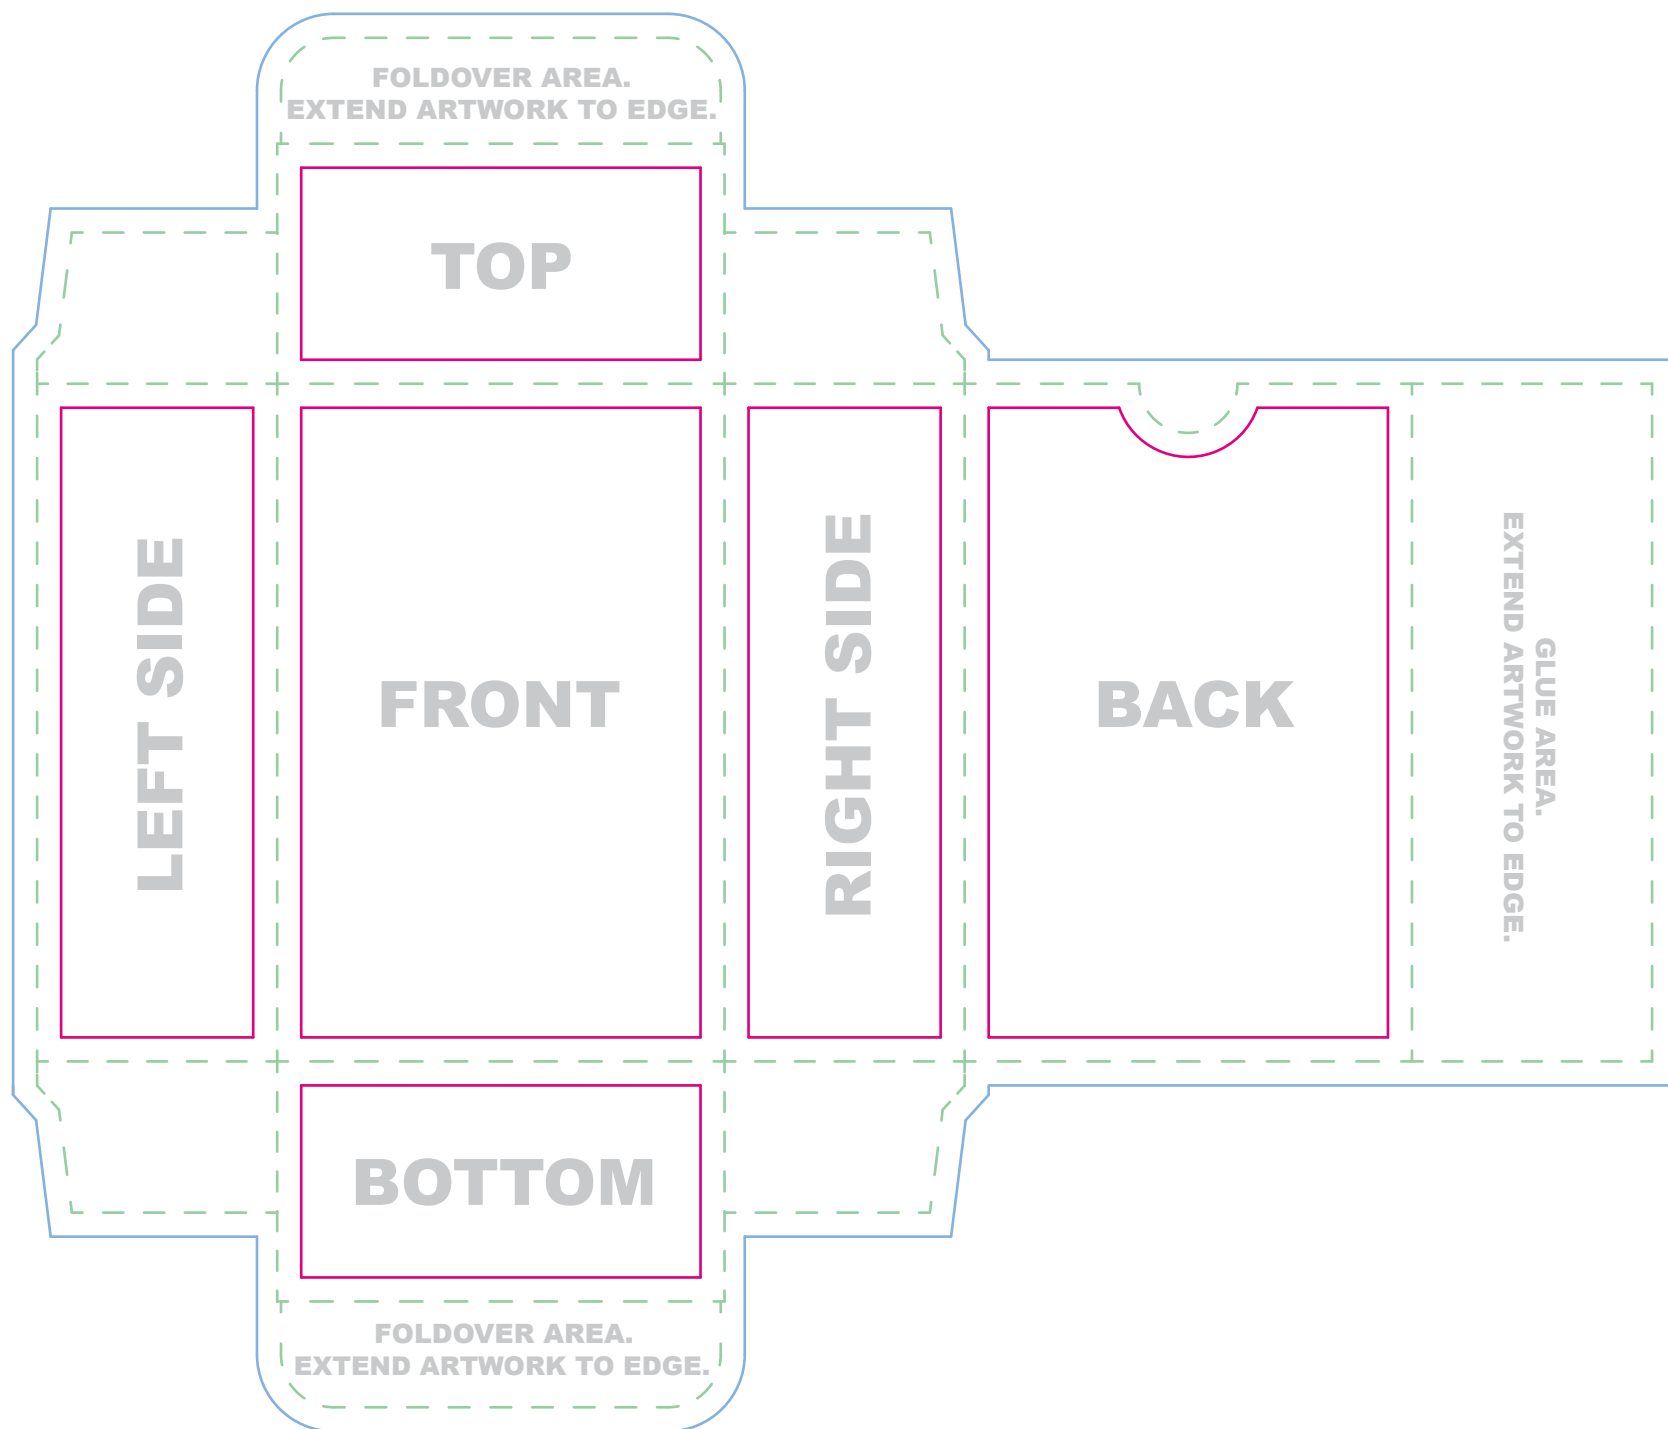 FOLDOVER AREA.
EXTEND ARTWORK TO EDGE.
TOP
LEFT SIDE
FRONT
RIGHT SIDE
BACK
GLUE AREA.
EXTEND ARTWORK TO EDGE.
BOTTOM
FOLDOVER AREA.
EXTEND ARTWORK TO EDGE.